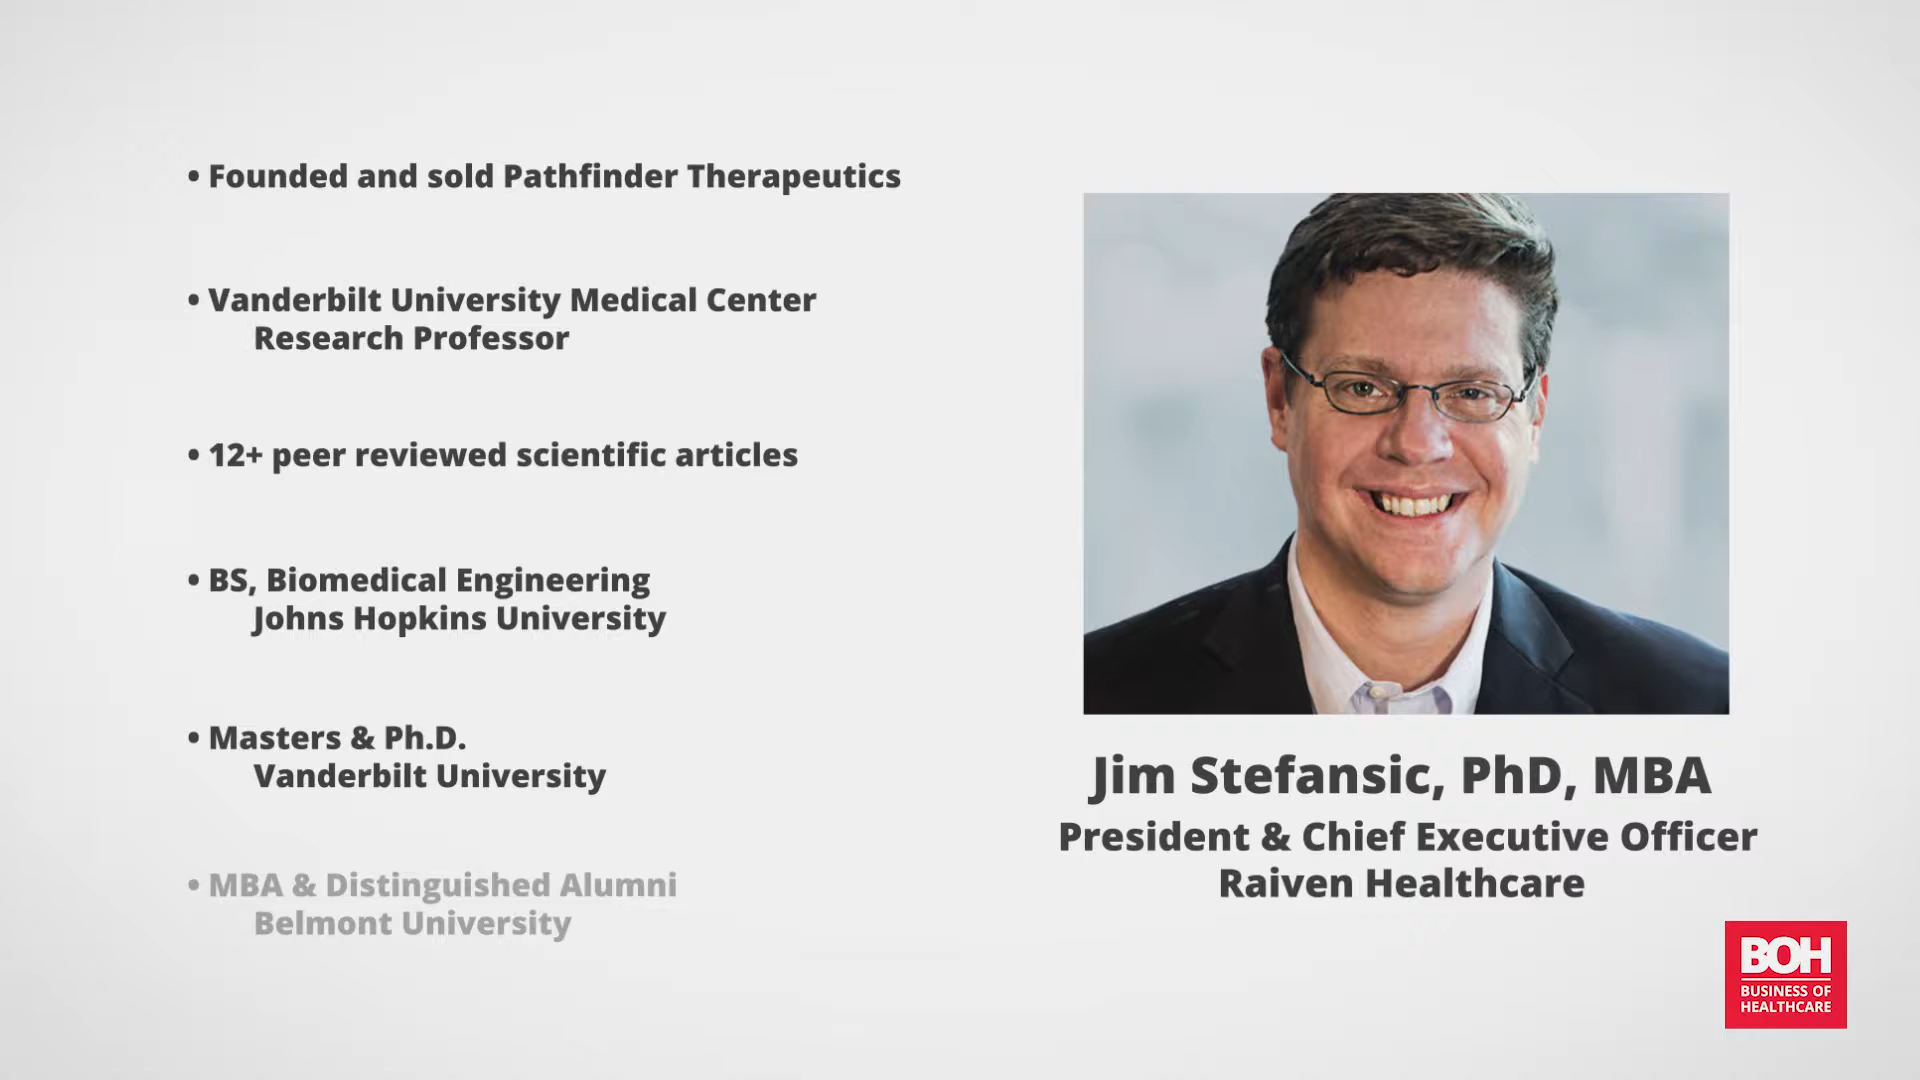 • Founded and sold Pathfinder Therapeutics
• Vanderbilt University Medical Center
Research Professor
• 12+ peer reviewed scientific articles
• BS, Biomedical Engineering
Johns Hopkins University
• Masters & Ph.D.
Vanderbilt University
• MBA & Distinguished Alumni
Belmont University
Jim Stefansic, PhD, MBA
President & Chief Executive Officer
Raiven Healthcare
BOH
BUSINESS OF
HEALTHCARE